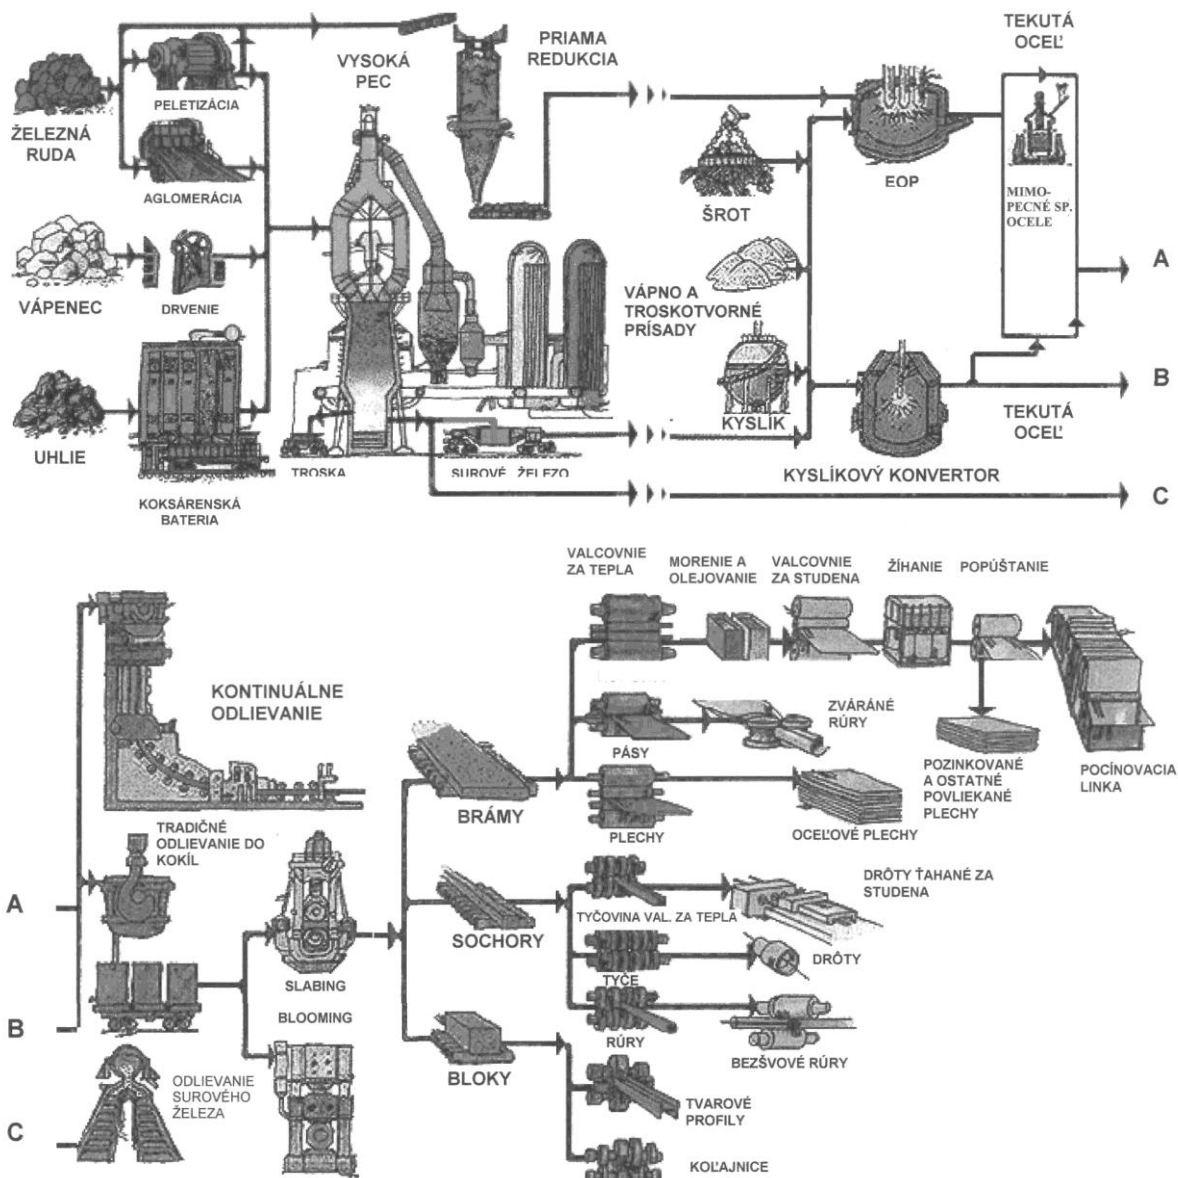 TEKUTÁ
OCEĽ
PRIAMA
REDUKCIA
VYSOKÁ
PEC
PELETIZÁCIA
ŽELEZNÁ
RUDA
AGLOMERÁCIA
ŠROT
EOP
MIMO-
PECNÉ SP.
OCELE
A
VÁPENEC
DRVENIE
VÁPNO A
TROSKOTVORNÉ
PRÍSADY
B
KYSLÍK
TEKUTÁ
OCEĽ
UHLIE
TROSKA
SUROVÉ ŽELEZO
KYSLÍKOVÝ KONVERTOR
KOKSÁRENSKÁ
BATERIA
C
VALCOVNIE
ZA TEPLA
MORENIE A
OLEJOVANIE
VALCOVNIE
ZA STUDENA
ŽÍHANIE
POPÚŠTANIE
KONTINUÁLNE
ODLIEVANIE
ZVÁRÁNÉ
RÚRY
PÁSY
POZINKOVANÉ
A OSTATNÉ
POVLIEKANÉ
PLECHY
POCÍNOVACIA
LINKA
BRÁMY
PLECHY
OCEĽOVÉ PLECHY
TRADIČNÉ
ODLIEVANIE DO
KOKÍL
A
DRÔTY ŤAHANÉ ZA
STUDENA
TYČOVINA VAL. ZA TEPLA
SOCHORY
DRÔTY
TYČE
SLABING
BLOOMING
B
RÚRY
BEZŠVOVÉ RÚRY
BLOKY
ODLIEVANIE
SUROVÉHO
ŽELEZA
TVAROVÉ
PROFILY
C
KOĽAJNICE